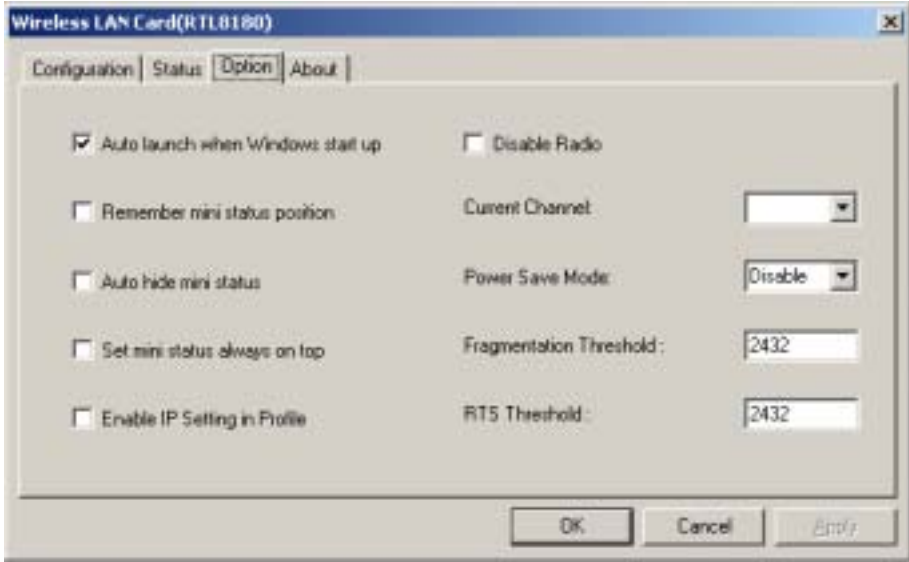 Wireless LAN Card(RTL8180)
Configuration Status Option About
Auto launch when Windows start up
Disable Radio
Remember mini status position
Current Channel:
Auto hide mini status
Power Save Mode: Disable
Set mini status always on top
Fragmentation Threshold : 2432
Enable IP Setting in Profile
RTS Threshold : 2432
OK Cancel Apply